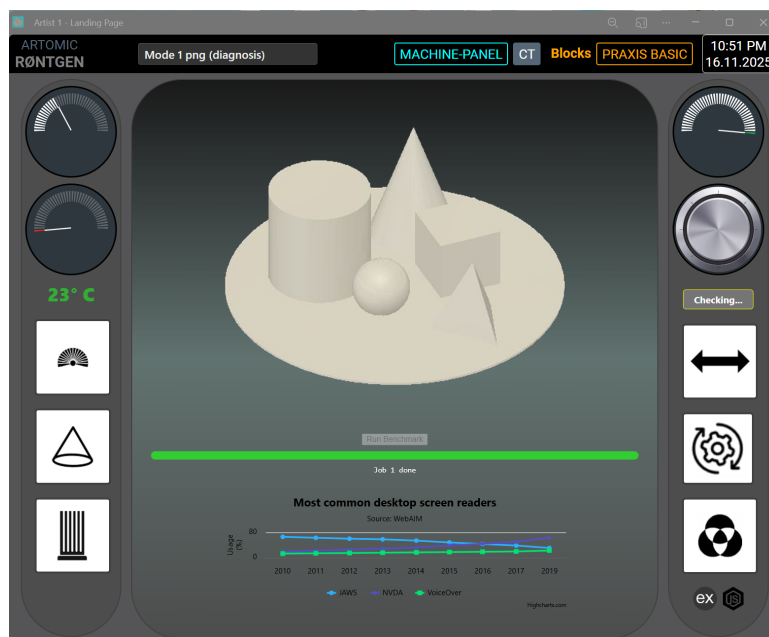 Artist 1 - Landing Page
ARTOMIC
RØNTGEN
Mode 1 png (diagnosis)
MACHINE-PANEL
CT
Blocks
PRAXIS BASIC
10:51 PM
16.11.2025
23° C
Checking...
Run Benchmark
Job 1 done
Most common desktop screen readers
Source: WebAIM
Usage
(%)
80
0
2010 2011 2012 2013 2014 2015 2016 2017 2019
JAWS NVDA VoiceOver
Highcharts.com
ex JS